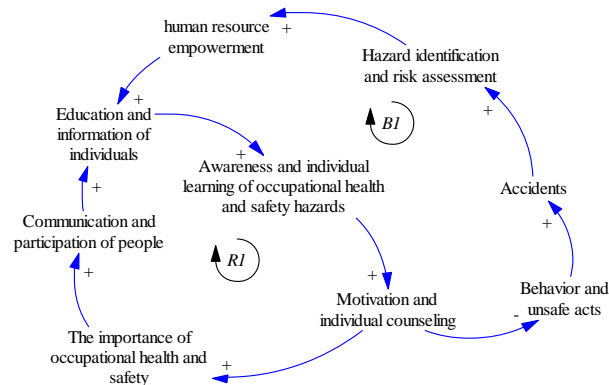 human resource
empowerment
+
Hazard identification
and risk assessment
+
+
Education and
information of
individuals
B1
+
Awareness and individual
learning of occupational health
and safety hazards
+
Accidents
+
Communication and
participation of people
R1
+
+
Motivation and
individual counseling
Behavior and
unsafe acts
-
The importance of
occupational health and
safety
+